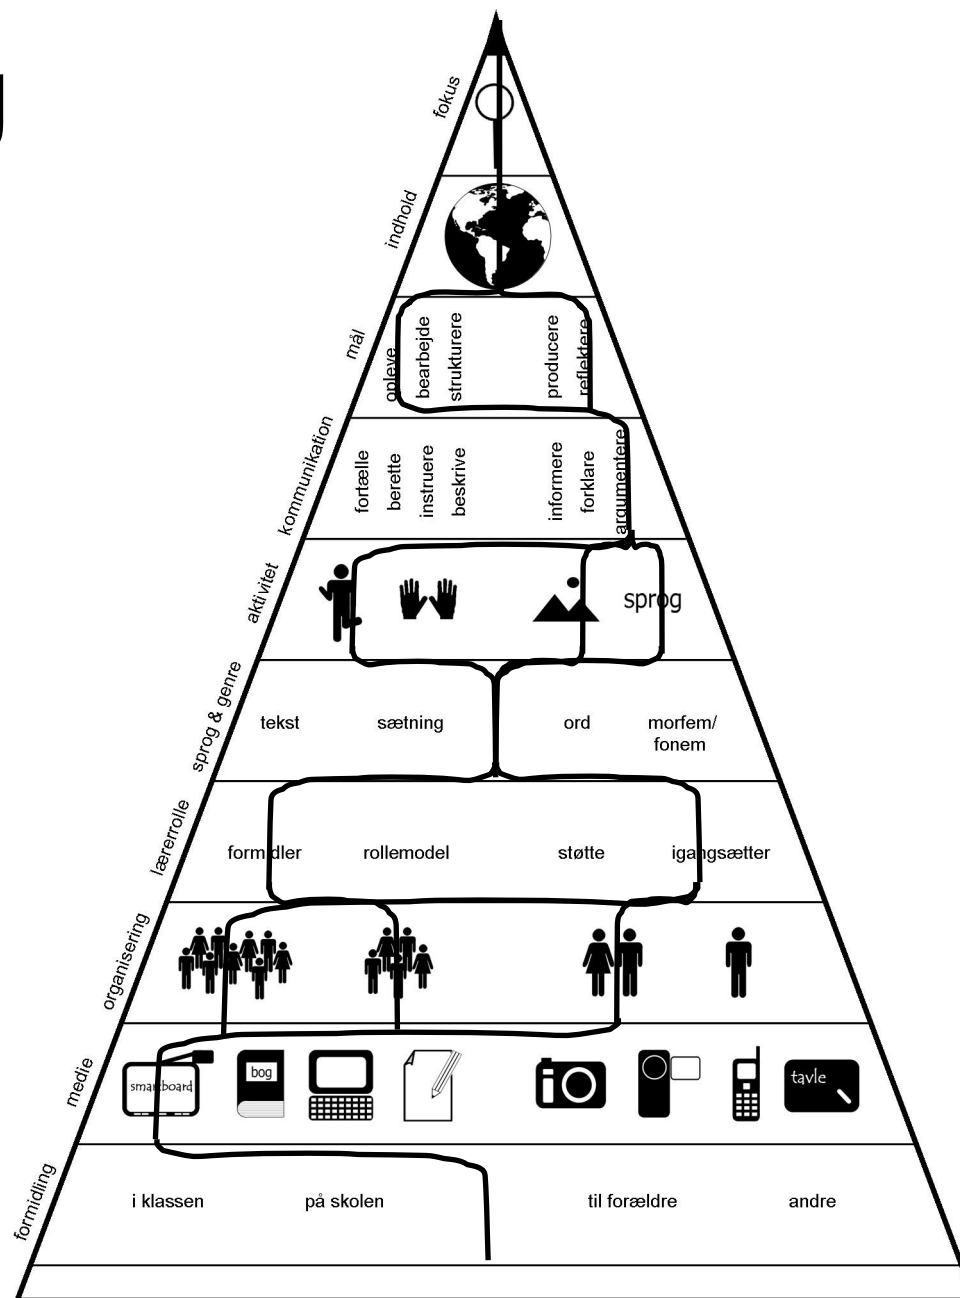 fokus
indhold
mål
opleve
bearbejde
strukturere
producere
reflektere
kommunikation
fortælle
berette
instruere
beskrive
informere
forklare
argumentere
aktivitet
sprog
sprog & genre
tekst
sætning
ord
morfem/
fonem
lærerrolle
formidler
rollemodel
støtte
igangsætter
organisering
medie
smartboard
bog
tavle
formidling
i klassen
på skolen
til forældre
andre